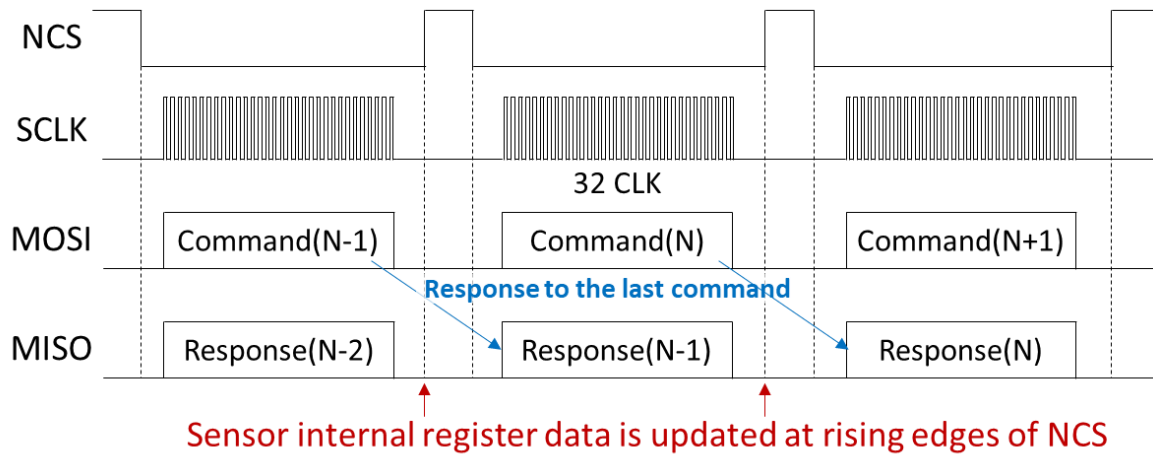 NCS
SCLK
32 CLK
MOSI
Command(N-1)
Command(N)
Command(N+1)
Response to the last command
MISO
Response(N-2)
Response(N-1)
Response(N)
Sensor internal register data is updated at rising edges of NCS